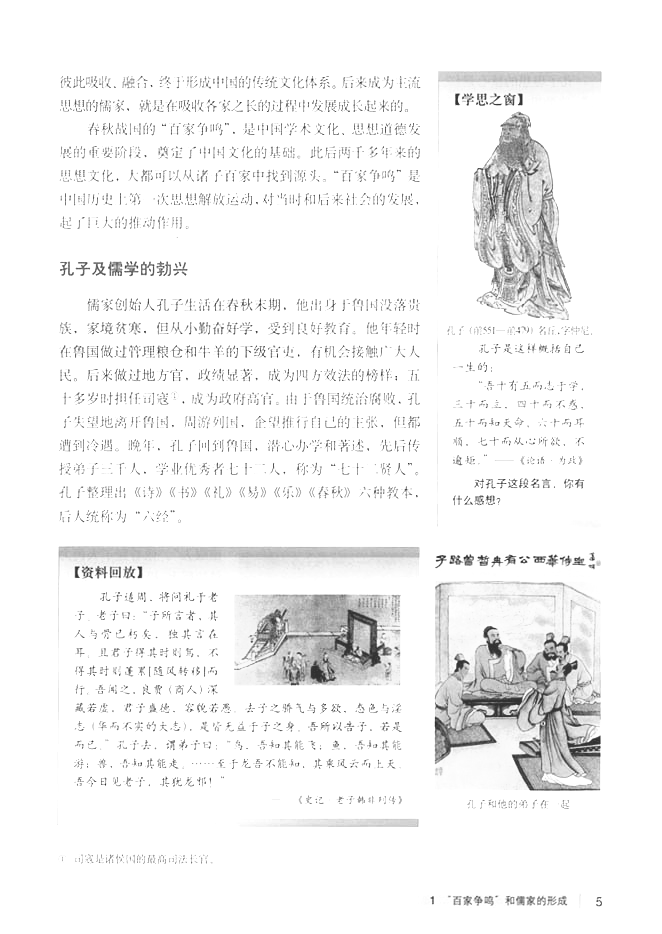 彼此吸收、融合，终于形成中国的传统文化体系。后来成为主流
思想的儒家，就是在吸收各家之长的过程中发展成长起来的。
春秋战国的“百家争鸣”，是中国学术文化、思想道德发
展的重要阶段，奠定了中国文化的基础。此后两千多年来的
思想文化，大都可以从诸子百家中找到源头。“百家争鸣”是
中国历史上第一次思想解放运动，对当时和后来社会的发展，
起了巨大的推动作用。
孔子及儒学的勃兴
儒家创始人孔子生活在春秋末期，他出身于鲁国没落贵
族，家境贫寒，但从小勤奋好学，受到良好教育。他年轻时
在鲁国做过管理粮仓和牛羊的下级官吏，有机会接触广大人
民。后来做过地方官，政绩显著，成为四方效法的榜样；五
十多岁时担任司寇①，成为政府高官。由于鲁国统治腐败，孔
子失望地离开鲁国，周游列国，企望推行自己的主张，但都
遭到冷遇。晚年，孔子回到鲁国，潜心办学和著述，先后传
授弟子三千人，学业优秀者七十二人，称为“七十二贤人”。
孔子整理出《诗》《书》《礼》《易》《乐》《春秋》六种教本，
后人统称为“六经”。
【学思之窗】
孔子（前551—前479）名丘，字仲尼。
孔子是这样概括自己
一生的：
“吾十有五而志于学，
三十而立，四十而不惑，
五十而知天命，六十而耳
顺，七十而从心所欲，不
逾矩。”——《论语·为政》
对孔子这段名言，你有
什么感想？
【资料回放】
孔子适周，将问礼于老
子。老子曰：“子所言者，其
人与骨已朽矣，独其言在
耳。且君子得其时则驾，不
得其时则蓬累[随风转移]而
行。吾闻之，良贾（商人）深
藏若虚，君子盛德，容貌若愚。去子之骄气与多欲，态色与淫
志（华而不实的大志），是皆无益于子之身。吾所以告子，若是
而已。”孔子去，谓弟子曰：“鸟，吾知其能飞；鱼，吾知其能
游；兽，吾知其能走。……至于龙吾不能知，其乘风云而上天。
吾今日见老子，其犹龙邪！”
——《史记·老子韩非列传》
子路曾皙冉有公西華侍坐
孔子和他的弟子在一起
① 司寇是诸侯国的最高司法长官。
1 “百家争鸣”和儒家的形成 5